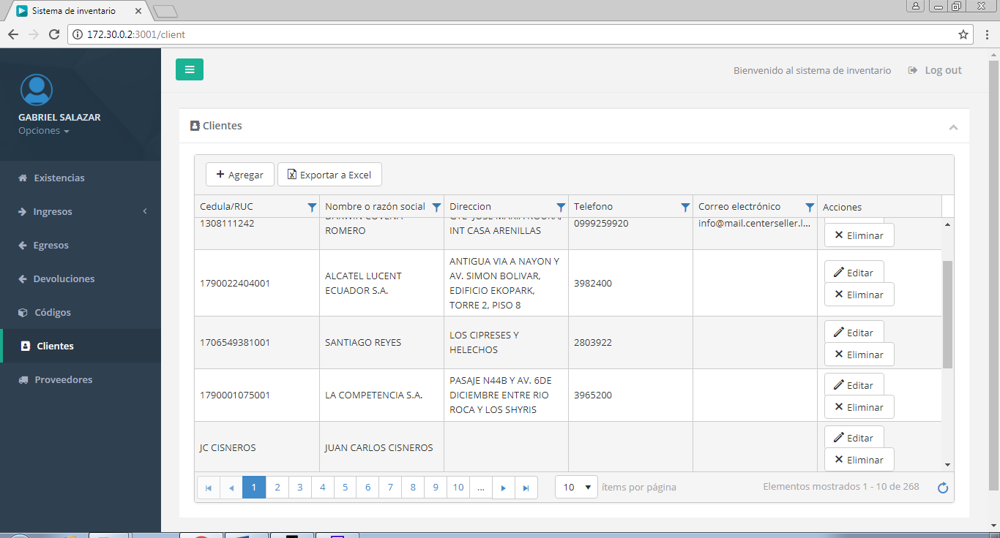 Sistema de inventario
172.30.0.2:3001/client
Bienvenido al sistema de inventario Log out
GABRIEL SALAZAR
Opciones
Existencias
Ingresos
Egresos
Devoluciones
Códigos
Clientes
Proveedores
Clientes
Agregar Exportar a Excel
Cedula/RUC Nombre o razón social Direccion Telefono Correo electrónico Acciones
1308111242
ROMERO
INT CASA ARENILLAS
0999259920
info@mail.centerseller.l...
Eliminar
1790022404001
ALCATEL LUCENT
ECUADOR S.A.
ANTIGUA VIA A NAYON Y
AV. SIMON BOLIVAR,
EDIFICIO EKOPARK,
TORRE 2, PISO 8
3982400
Editar
Eliminar
1706549381001
SANTIAGO REYES
LOS CIPRESES Y
HELECHOS
2803922
Editar
Eliminar
1790001075001
LA COMPETENCIA S.A.
PASAJE N44B Y AV. 6DE
DICIEMBRE ENTRE RIO
ROCA Y LOS SHYRIS
3965200
Editar
Eliminar
JC CISNEROS
JUAN CARLOS CISNEROS
Editar
Eliminar
1 2 3 4 5 6 7 8 9 10 ... 10 ítems por página Elementos mostrados 1 - 10 de 268